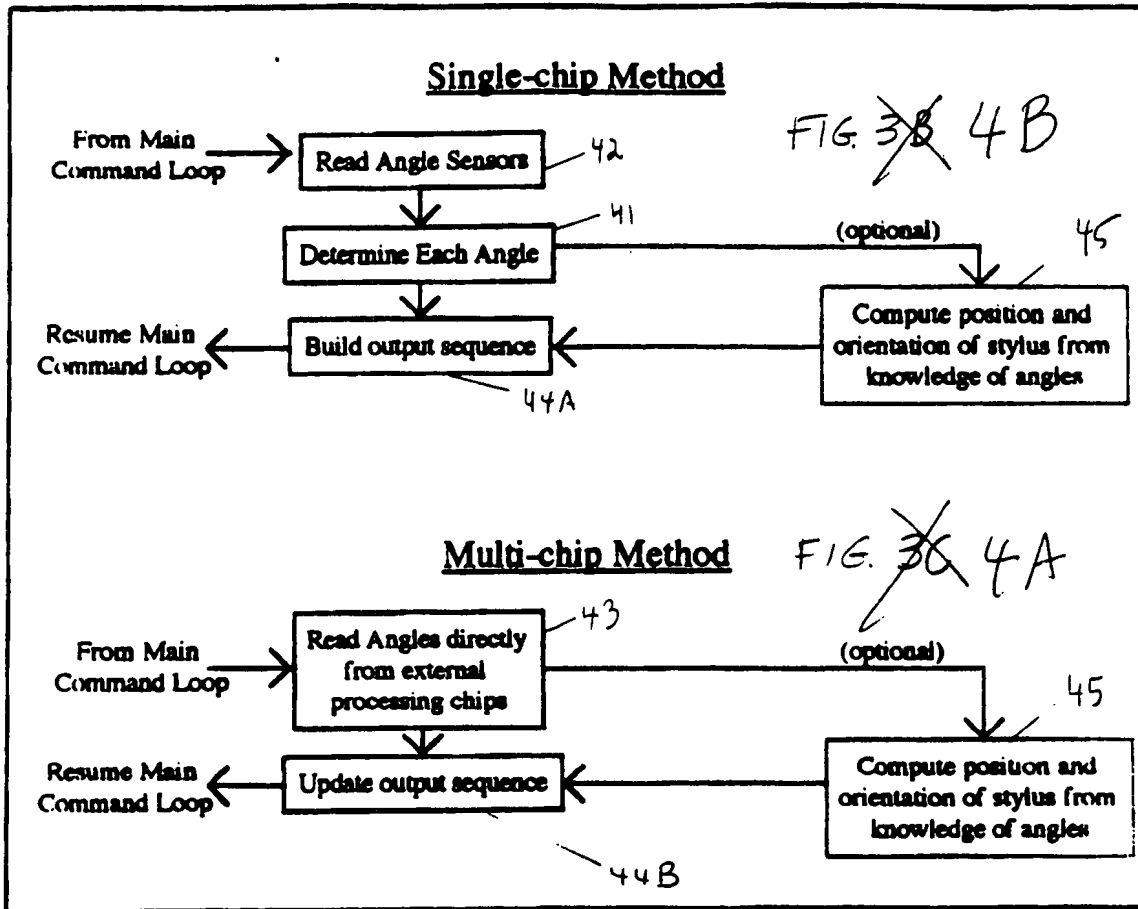 Single-chip Method
FIG. 3B 4B
From Main
Command Loop
Read Angle Sensors
42
41
Determine Each Angle
(optional)
45
Resume Main
Command Loop
Build output sequence
44A
Compute position and
orientation of stylus from
knowledge of angles
Multi-chip Method
FIG. 3C 4A
43
From Main
Command Loop
Read Angles directly
from external
processing chips
(optional)
45
Resume Main
Command Loop
Update output sequence
44B
Compute position and
orientation of stylus from
knowledge of angles